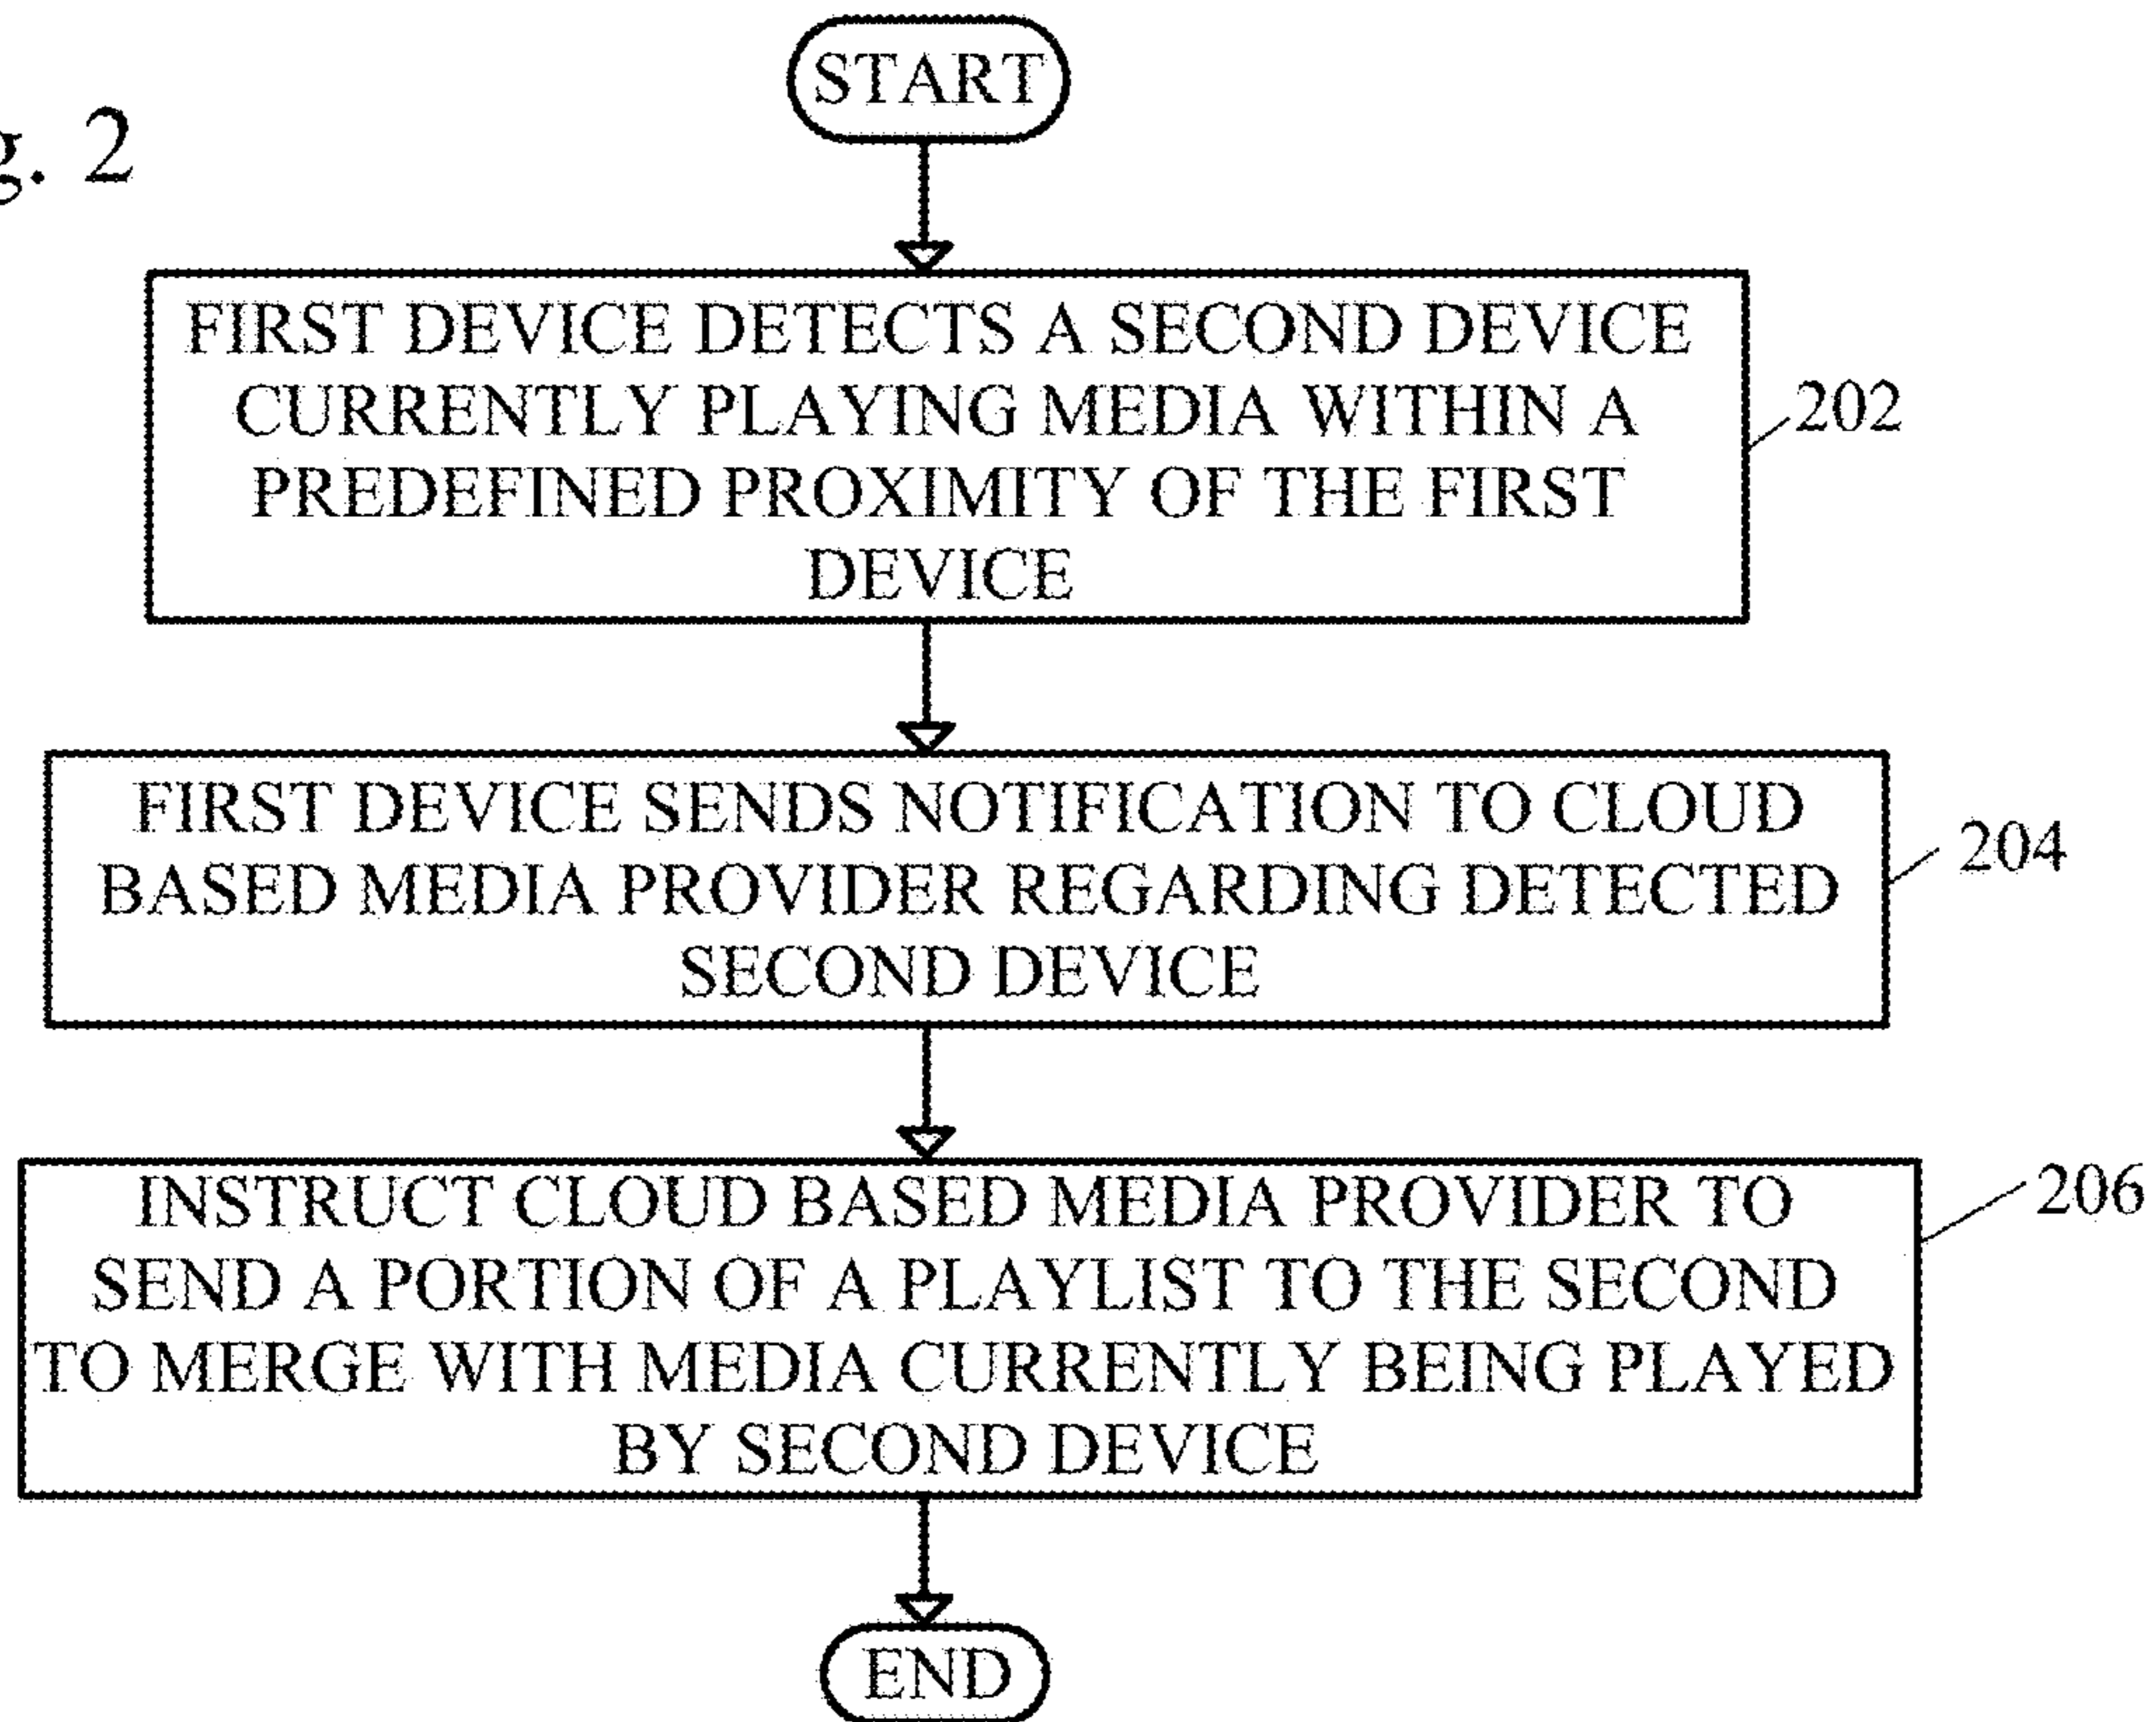 START
g. 2
FIRST DEVICE DETECTS A SECOND DEVICE
CURRENTLY PLAYING MEDIA WITHIN A
PREDEFINED PROXIMITY OF THE FIRST
DEVICE
202
FIRST DEVICE SENDS NOTIFICATION TO CLOUD
BASED MEDIA PROVIDER REGARDING DETECTED
SECOND DEVICE
204
INSTRUCT CLOUD BASED MEDIA PROVIDER TO
SEND A PORTION OF A PLAYLIST TO THE SECOND
TO MERGE WITH MEDIA CURRENTLY BEING PLAYED
BY SECOND DEVICE
206
END